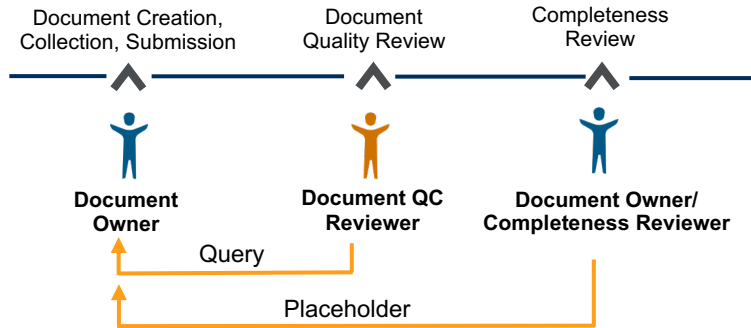 Document Creation,
Collection, Submission
Document
Quality Review
Completeness
Review
Document
Owner
Document QC
Reviewer
Document Owner/
Completeness Reviewer
Query
Placeholder